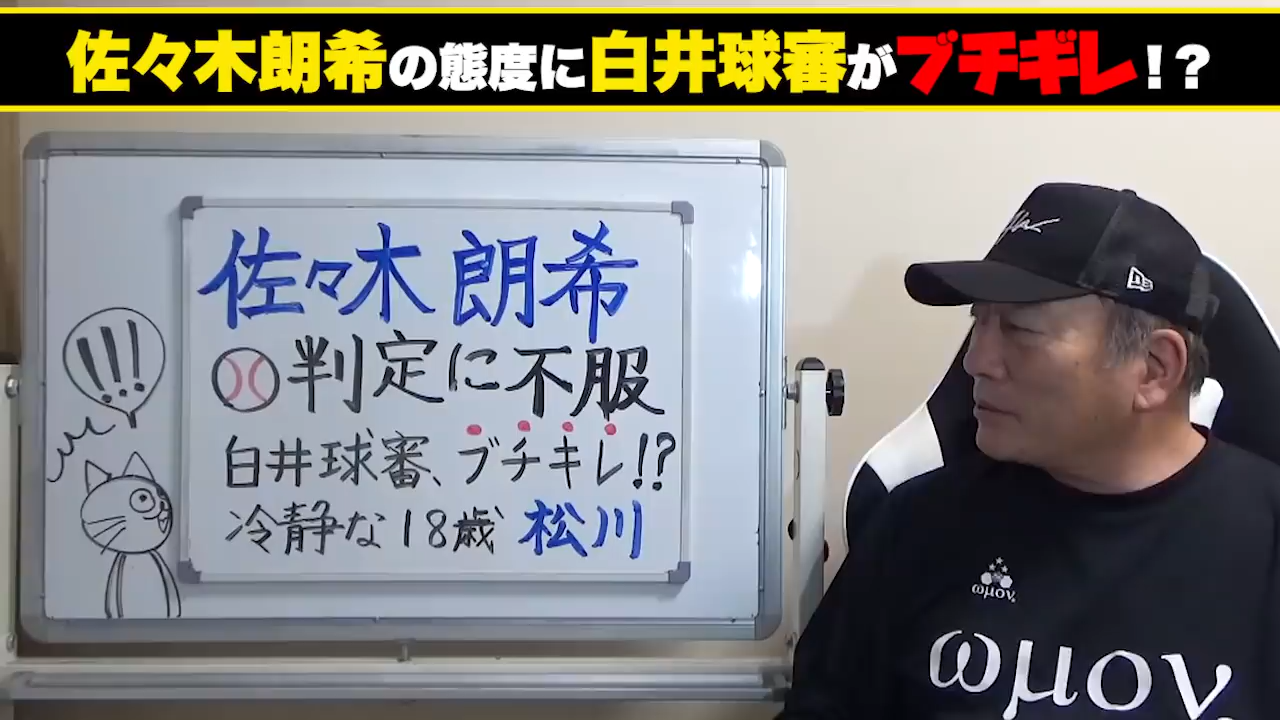 佐々木朗希の態度に白井球審がブチギレ!?
佐々木朗希
判定に不服
白井球審、ブチキレ!?
冷静な18歳 松川
!!!
ωμον
ωμον